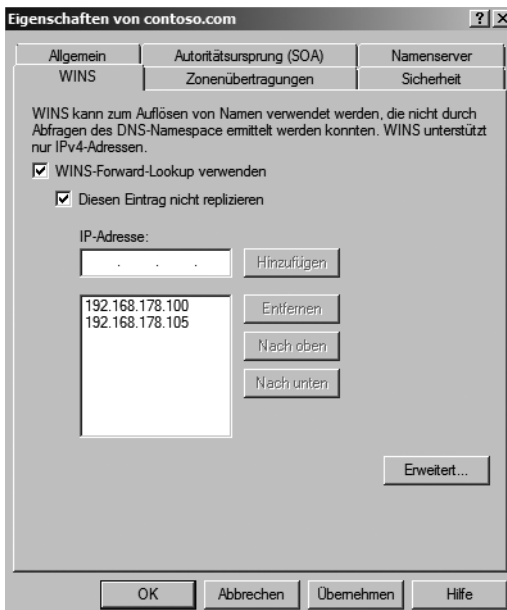 Eigenschaften von contoso.com
Allgemein
Autoritätsursprung (SOA)
Namenserver
WINS
Zonenübertragungen
Sicherheit
WINS kann zum Auflösen von Namen verwendet werden, die nicht durch
Abfragen des DNS-Namespace ermittelt werden konnten. WINS unterstützt
nur IPv4-Adressen.
WINS-Forward-Lookup verwenden
Diesen Eintrag nicht replizieren
IP-Adresse:
Hinzufügen
192.168.178.100
192.168.178.105
Entfernen
Nach oben
Nach unten
Erweitert...
OK
Abbrechen
Übernehmen
Hilfe